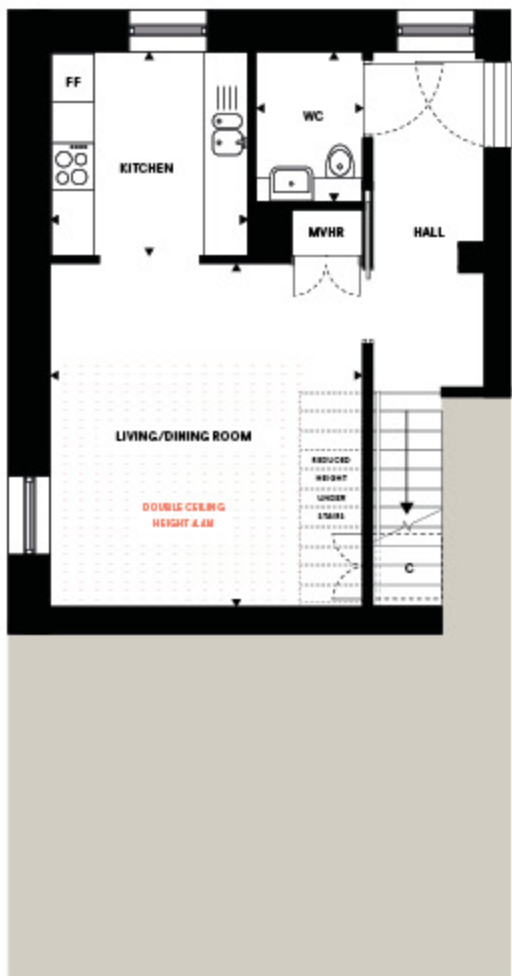 FF
WC
KITCHEN
MVHR
HALL
LIVING/DINING ROOM
REDUCED
HEIGHT
UNDER
STAIRS
DOUBLE CEILING
HEIGHT 4.4M
C